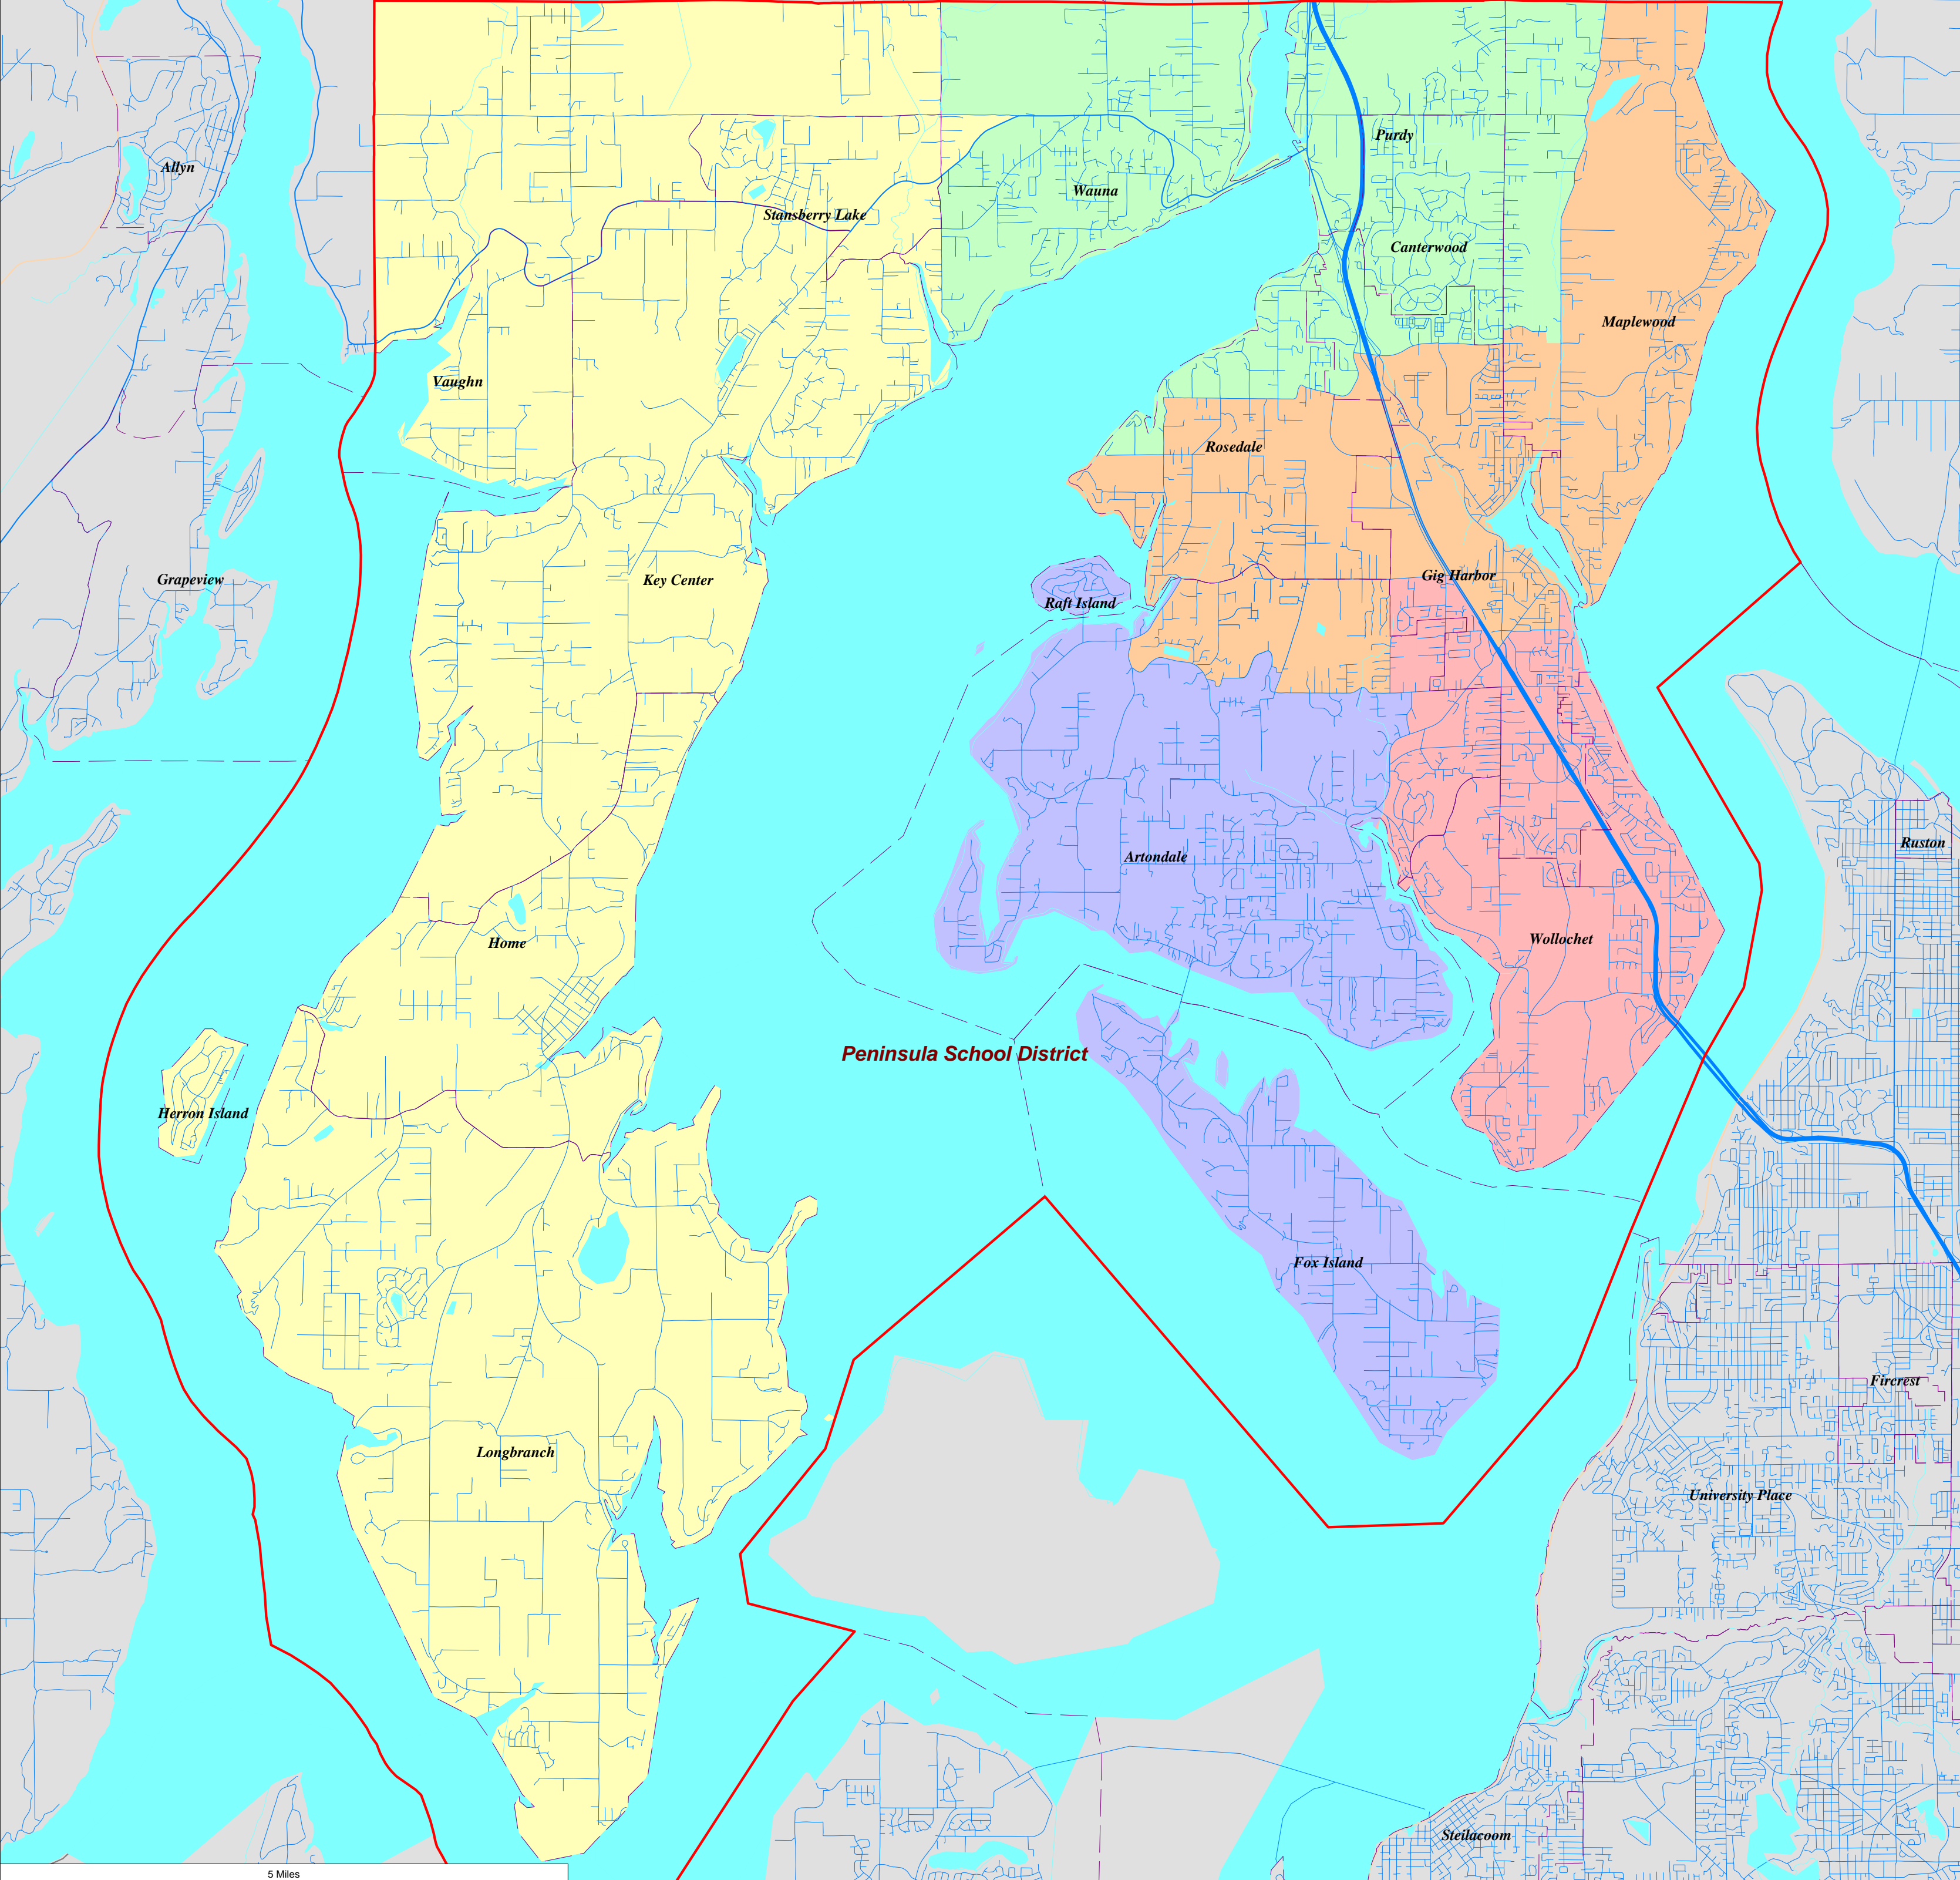 Purdy
Allyn
Wauna
Stansberry Lake
Canterwood
Maplewood
Vaughn
Rosedale
Grapeview
Key Center
Gig Harbor
Raft Island
Ruston
Artondale
Home
Wollochet
Peninsula School District
Herron Island
Fox Island
Fircrest
Longbranch
University Place
Steilacoom
5 Miles